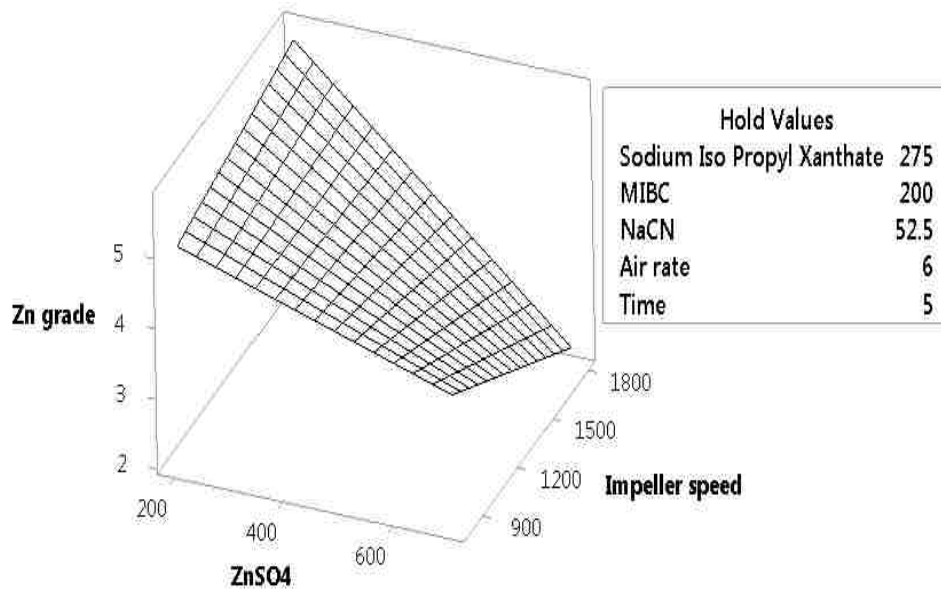 Hold Values
Sodium Iso Propyl Xanthate 275
MIBC 200
NaCN 52.5
Air rate 6
Time 5
5
Zn grade
4
3
2
1800
1500
1200
Impeller speed
900
200
400
600
ZnSO4